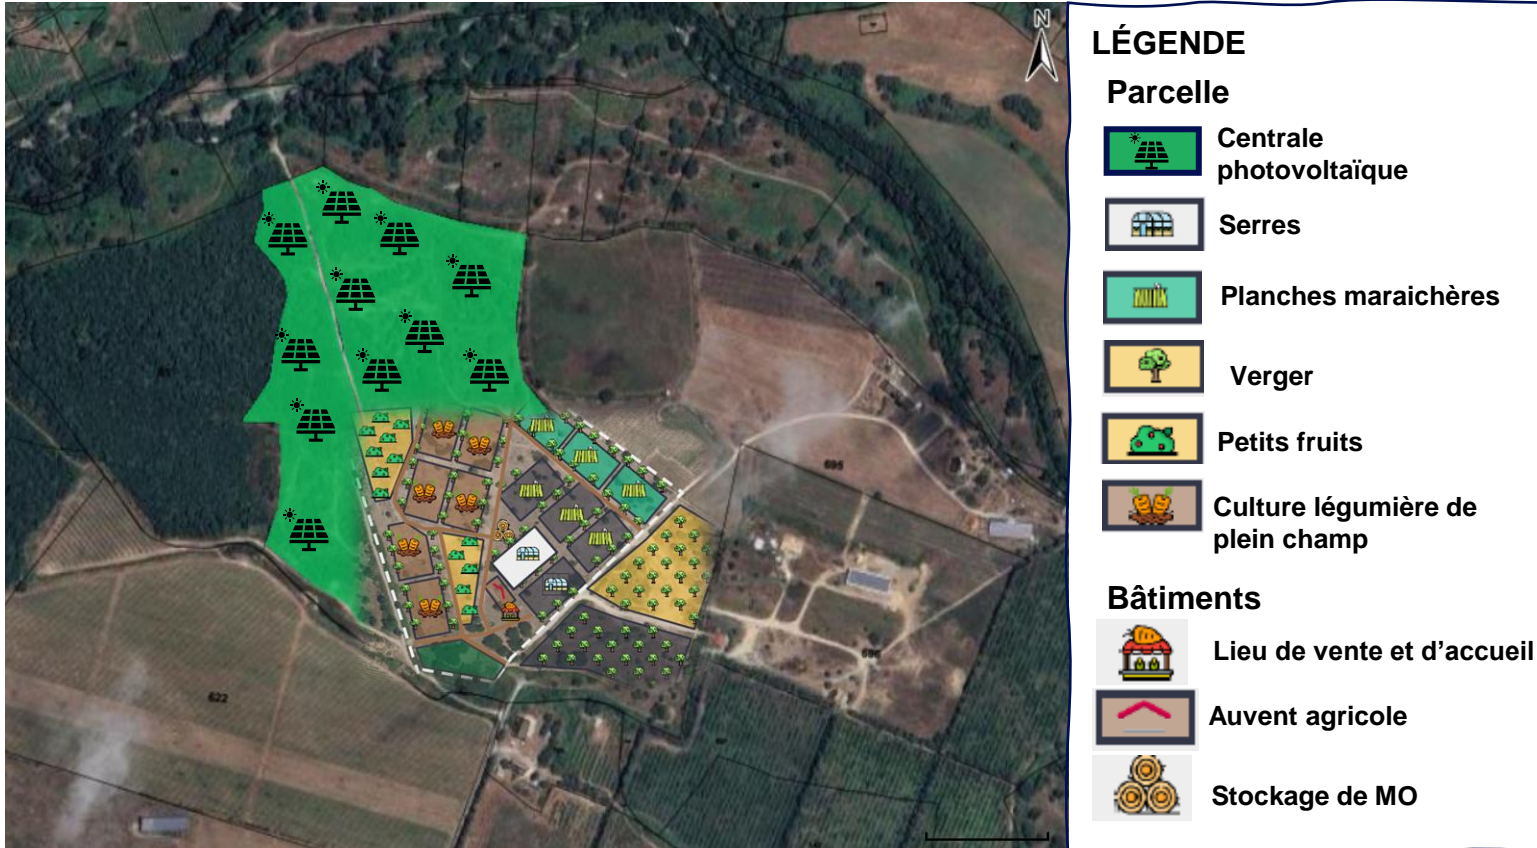 N
LÉGENDE
Parcelle
Centrale
photovoltaïque
Serres
Planches maraichères
Verger
Petits fruits
Culture légumière de
plein champ
Bâtiments
Lieu de vente et d'accueil
Auvent agricole
Stockage de MO
622